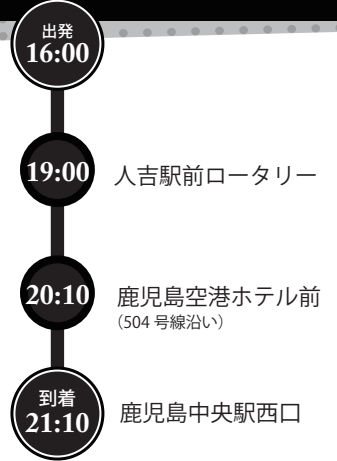 出発
16:00
19:00
人吉駅前ロータリー
20:10
鹿児島空港ホテル前
（504 号線沿い）
到着
21:10
鹿児島中央駅西口